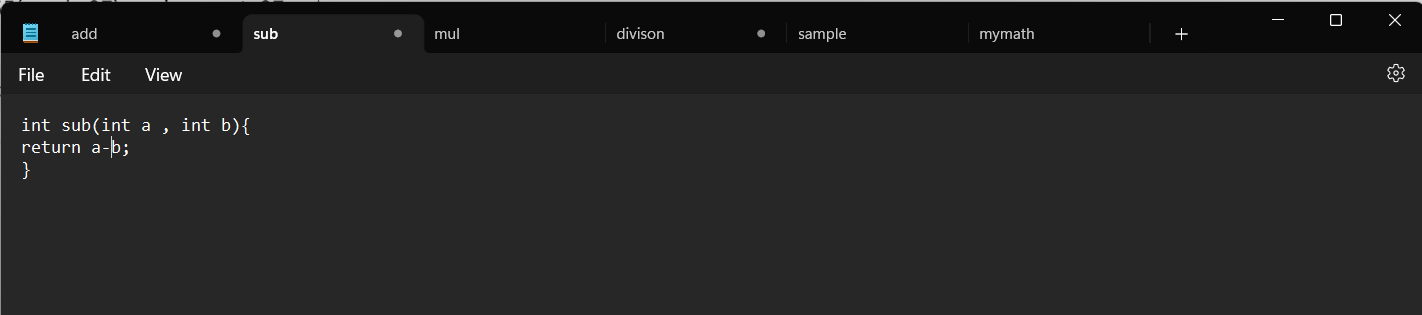 add
sub
mul
divison
sample
mymath
File Edit View
int sub(int a , int b){
return a-b;
}